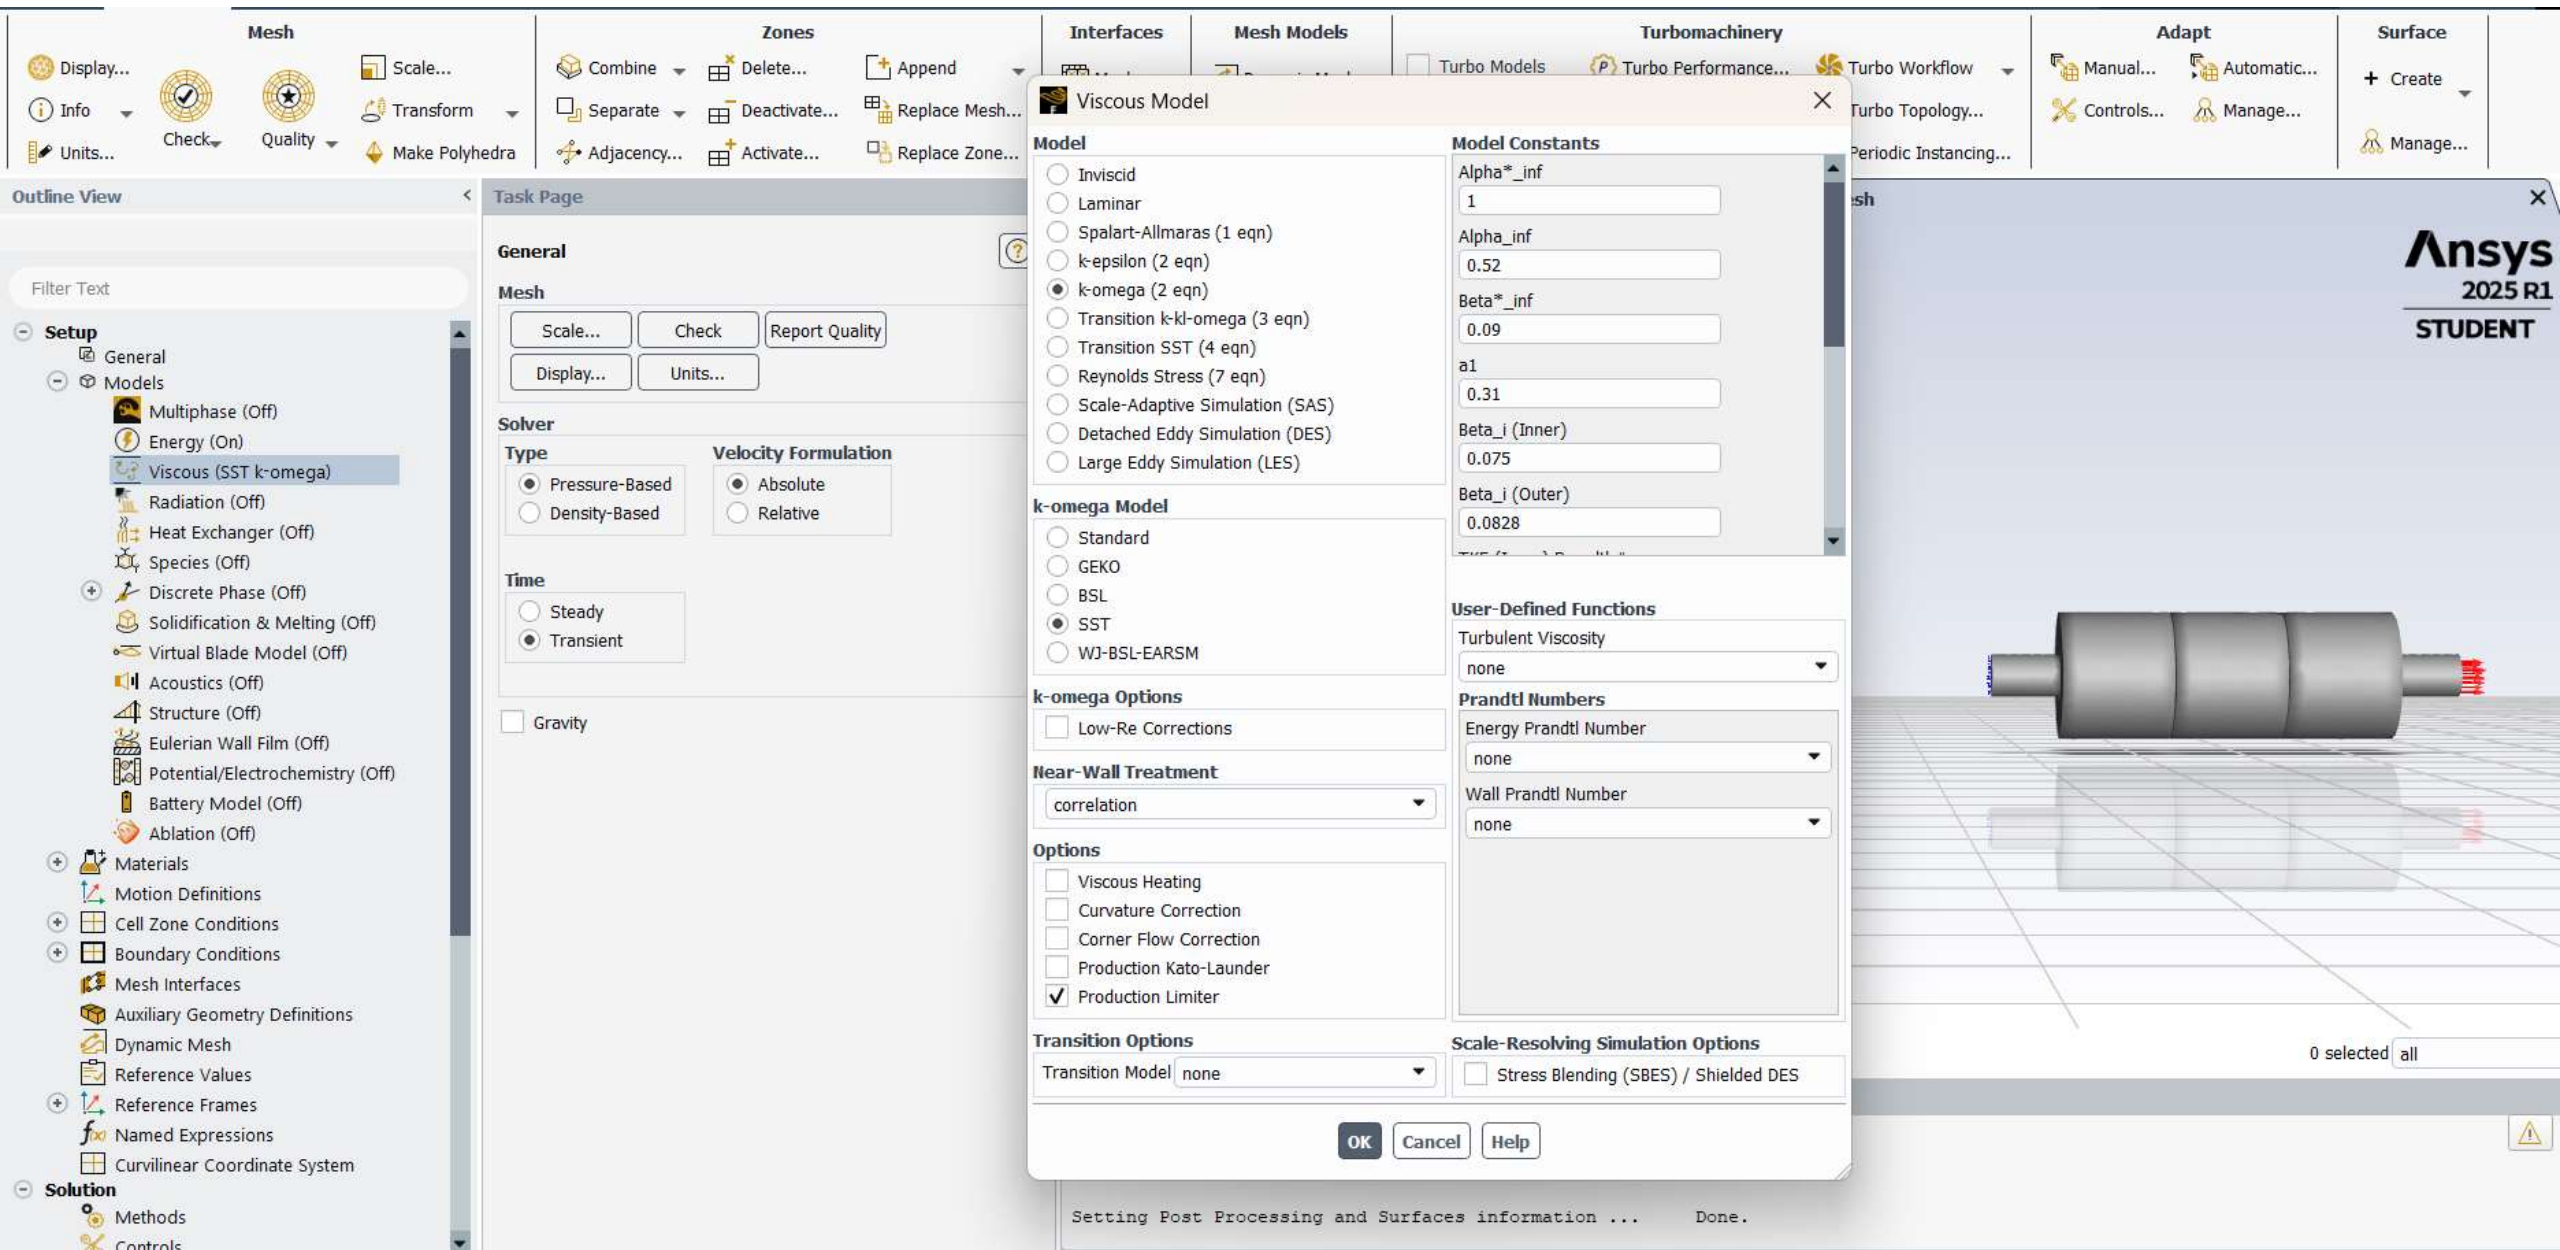 Mesh
Zones
Interfaces
Mesh Models
Turbomachinery
Adapt
Surface
Display...
Info
Units...
Check
Quality
Scale...
Transform
Make Polyhedra
Combine
Separate
Adjacency...
Delete...
Deactivate...
Activate...
Append
Replace Mesh...
Replace Zone...
Turbo Models
Turbo Performance...
Turbo Workflow
Turbo Topology...
Periodic Instancing...
Manual...
Controls...
Automatic...
Manage...
+ Create
Manage...
Outline View
Filter Text
Setup
General
Models
Multiphase (Off)
Energy (On)
Viscous (SST k-omega)
Radiation (Off)
Heat Exchanger (Off)
Species (Off)
Discrete Phase (Off)
Solidification & Melting (Off)
Virtual Blade Model (Off)
Acoustics (Off)
Structure (Off)
Eulerian Wall Film (Off)
Potential/Electrochemistry (Off)
Battery Model (Off)
Ablation (Off)
Materials
Motion Definitions
Cell Zone Conditions
Boundary Conditions
Mesh Interfaces
Auxiliary Geometry Definitions
Dynamic Mesh
Reference Values
Reference Frames
Named Expressions
Curvilinear Coordinate System
Solution
Methods
Controls
Task Page
General
Mesh
Scale...
Check
Report Quality
Display...
Units...
Solver
Type
Pressure-Based
Density-Based
Velocity Formulation
Absolute
Relative
Time
Steady
Transient
Gravity
Viscous Model
Model
Inviscid
Laminar
Spalart-Allmaras (1 eqn)
k-epsilon (2 eqn)
k-omega (2 eqn)
Transition k-kl-omega (3 eqn)
Transition SST (4 eqn)
Reynolds Stress (7 eqn)
Scale-Adaptive Simulation (SAS)
Detached Eddy Simulation (DES)
Large Eddy Simulation (LES)
k-omega Model
Standard
GEKO
BSL
SST
WJ-BSL-EARSM
k-omega Options
Low-Re Corrections
Near-Wall Treatment
correlation
Options
Viscous Heating
Curvature Correction
Corner Flow Correction
Production Kato-Launder
Production Limiter
Transition Options
Transition Model none
Model Constants
Alpha*_inf
1
Alpha_inf
0.52
Beta*_inf
0.09
a1
0.31
Beta_i (Inner)
0.075
Beta_i (Outer)
0.0828
User-Defined Functions
Turbulent Viscosity
none
Prandtl Numbers
Energy Prandtl Number
none
Wall Prandtl Number
none
Scale-Resolving Simulation Options
Stress Blending (SBES) / Shielded DES
OK
Cancel
Help
Ansys
2025 R1
STUDENT
0 selected all
Setting Post Processing and Surfaces information ... Done.